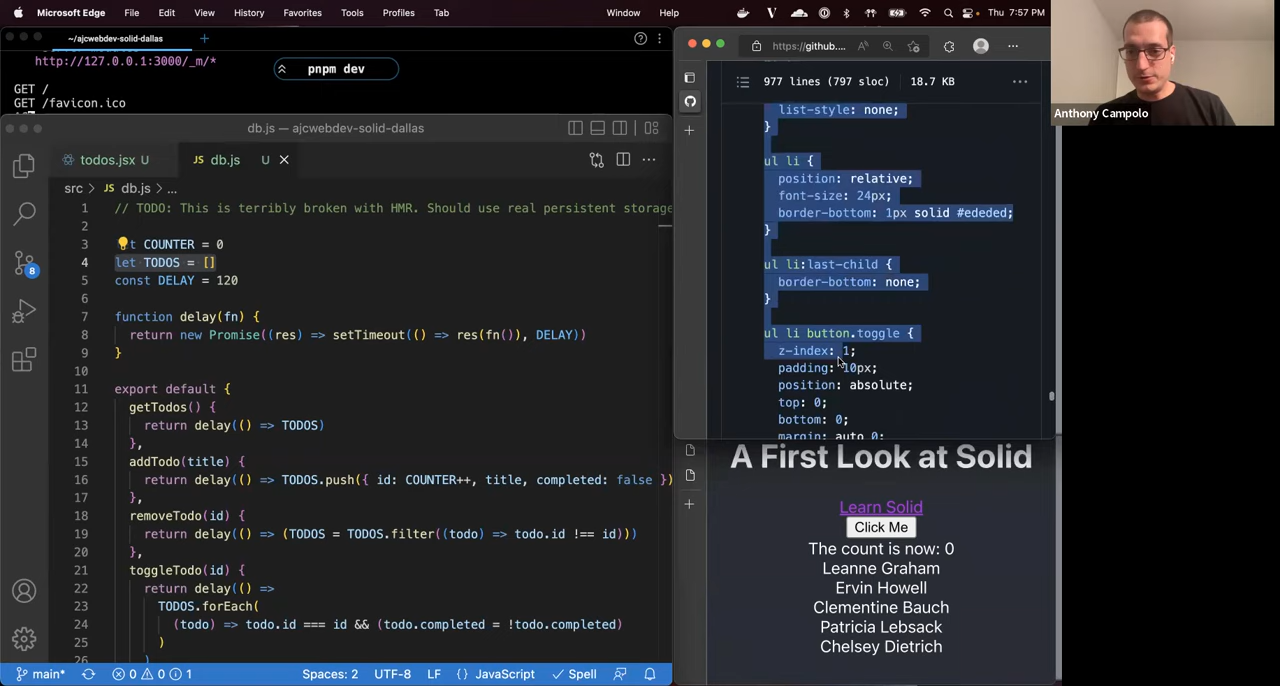 Microsoft Edge File Edit View History Favorites Tools Profiles Tab Window Help Thu 7:57 PM
~/ajcwebdev-solid-dallas
http://127.0.0.1:3000/_m/*
pnpm dev
GET /
GET /favicon.ico
db.js — ajcwebdev-solid-dallas
todos.jsx U
JS db.js U
src > JS db.js > ...
1 // TODO: This is terribly broken with HMR. Should use real persistent storage
2
3 t COUNTER = 0
4 let TODOS = []
5 const DELAY = 120
6
7 function delay(fn) {
8 return new Promise((res) => setTimeout(() => res(fn()), DELAY))
9 }
10
11 export default {
12 getTodos() {
13 return delay(() => TODOS)
14 },
15 addTodo(title) {
16 return delay(() => TODOS.push({ id: COUNTER++, title, completed: false })
17 },
18 removeTodo(id) {
19 return delay(() => (TODOS = TODOS.filter((todo) => todo.id !== id)))
20 },
21 toggleTodo(id) {
22 return delay(() =>
23 TODOS.forEach(
24 (todo) => todo.id === id && (todo.completed = !todo.completed)
25 )
26 )
8
main* 0 0 1 Spaces: 2 UTF-8 LF {} JavaScript Spell
https://github....
977 lines (797 sloc) 18.7 KB
list-style: none;
}
ul li {
position: relative;
font-size: 24px;
border-bottom: 1px solid #ededed;
}
ul li:last-child {
border-bottom: none;
}
ul li button.toggle {
z-index: 1;
padding: 10px;
position: absolute;
top: 0;
bottom: 0;
margin: auto 0;
A First Look at Solid
Learn Solid
Click Me
The count is now: 0
Leanne Graham
Ervin Howell
Clementine Bauch
Patricia Lebsack
Chelsey Dietrich
Anthony Campolo